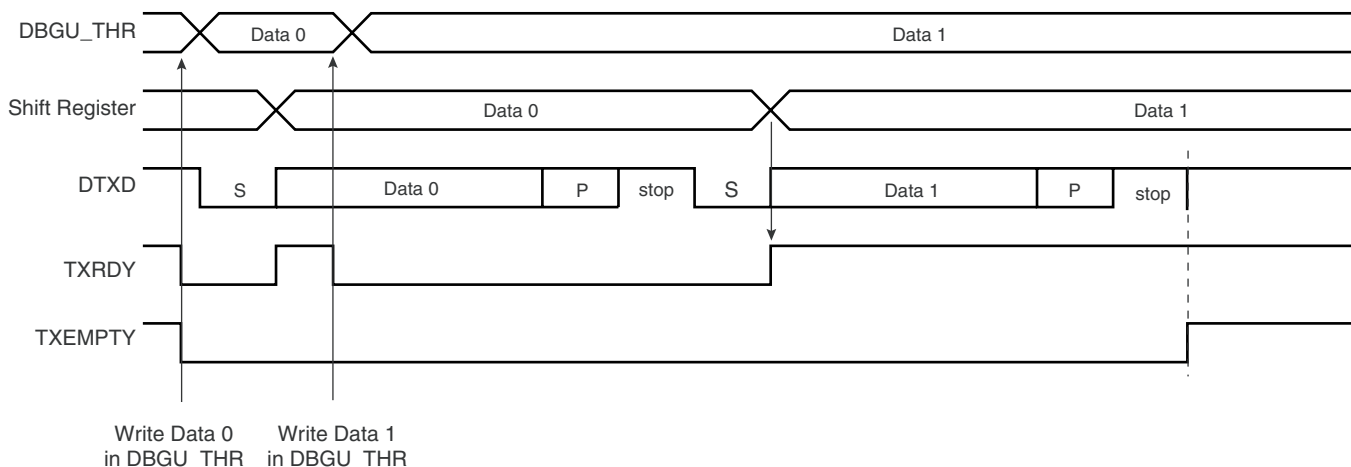 DBGU_THR
Data 0
Data 1
Shift Register
Data 0
Data 1
DTXD
S
Data 0
P
stop
S
Data 1
P
stop
TXRDY
TXEMPTY
Write Data 0
in DBGU_THR
Write Data 1
in DBGU_THR